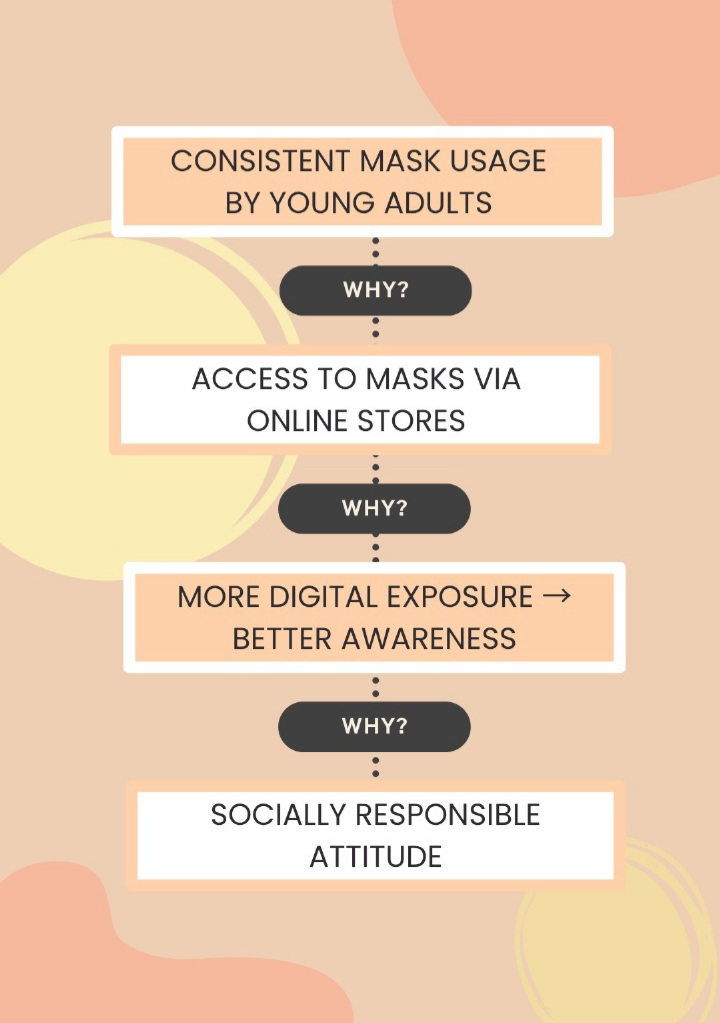 CONSISTENT MASK USAGE
BY YOUNG ADULTS
WHY?
ACCESS TO MASKS VIA
ONLINE STORES
WHY?
MORE DIGITAL EXPOSURE →
BETTER AWARENESS
WHY?
SOCIALLY RESPONSIBLE
ATTITUDE